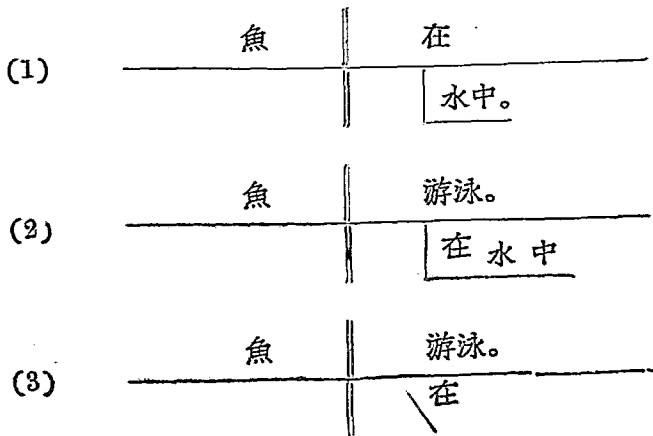 魚 在
(1)
水中。
魚 游泳。
(2)
在 水 中
魚 游泳。
(3)
在